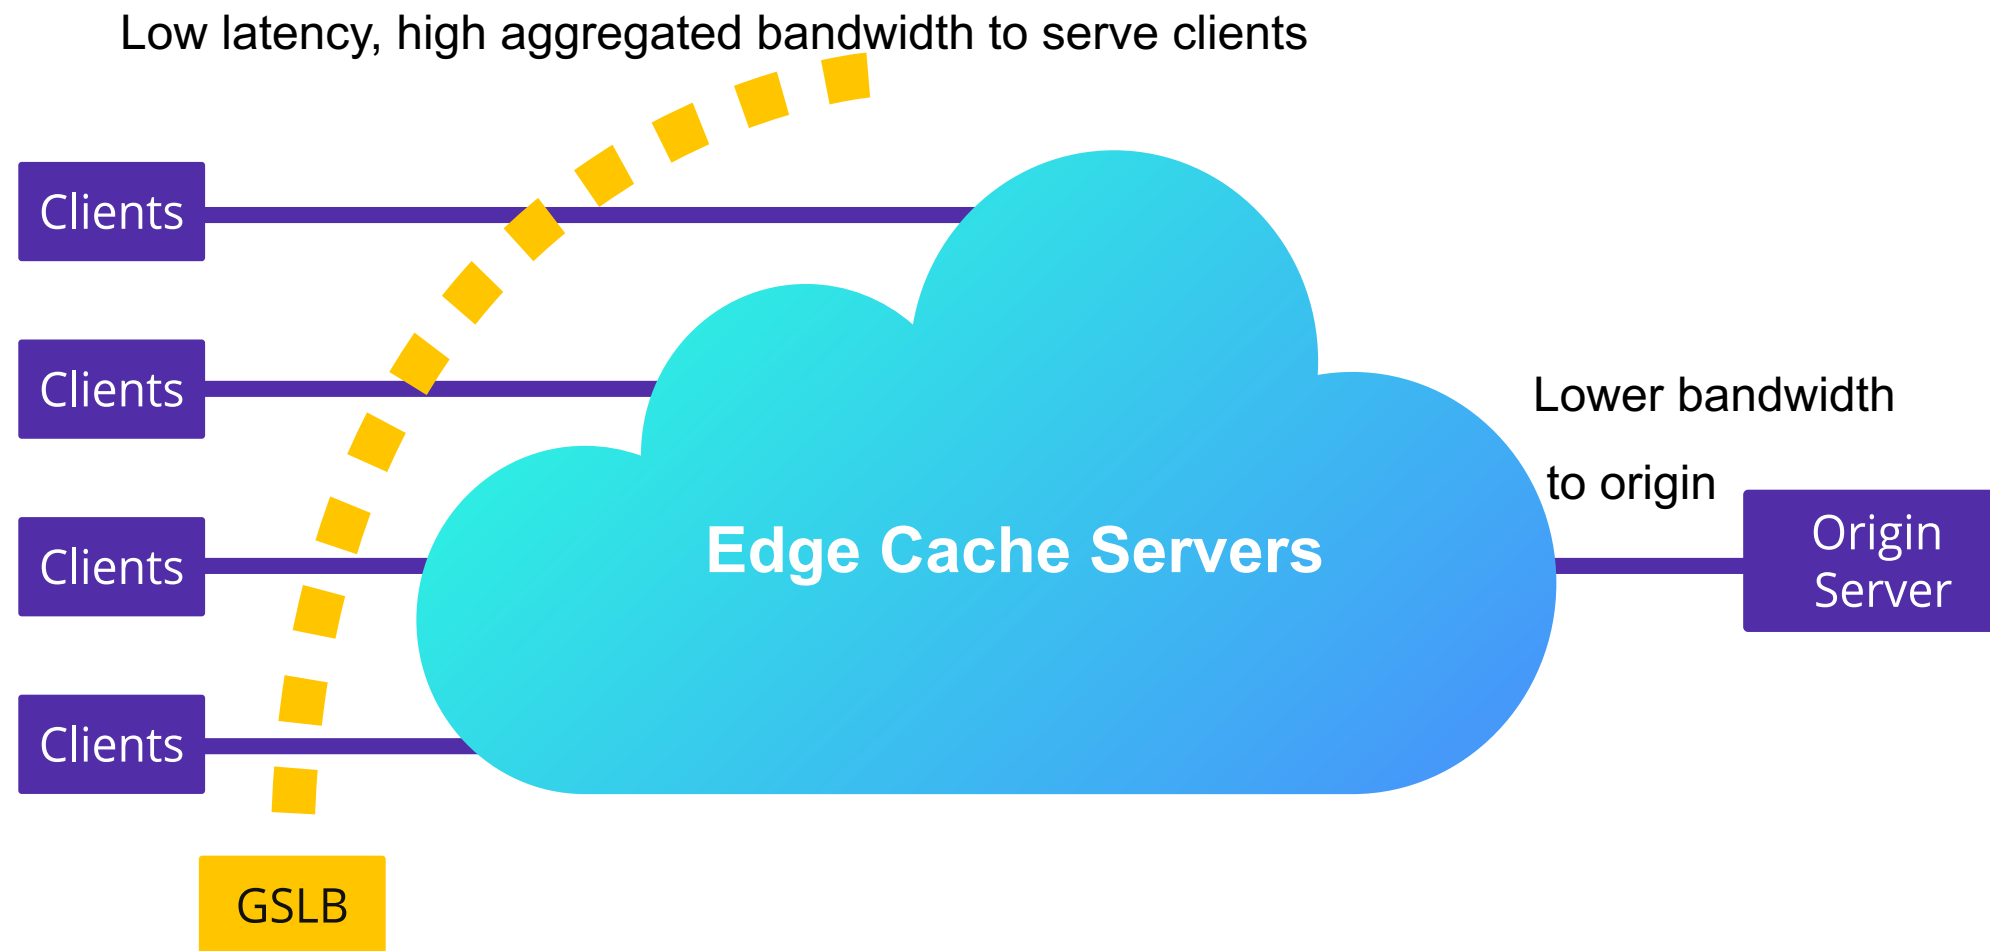 Low latency, high aggregated bandwidth to serve clients
Clients
Clients
Clients
Clients
GSLB
Edge Cache Servers
Lower bandwidth
to origin
Origin
Server